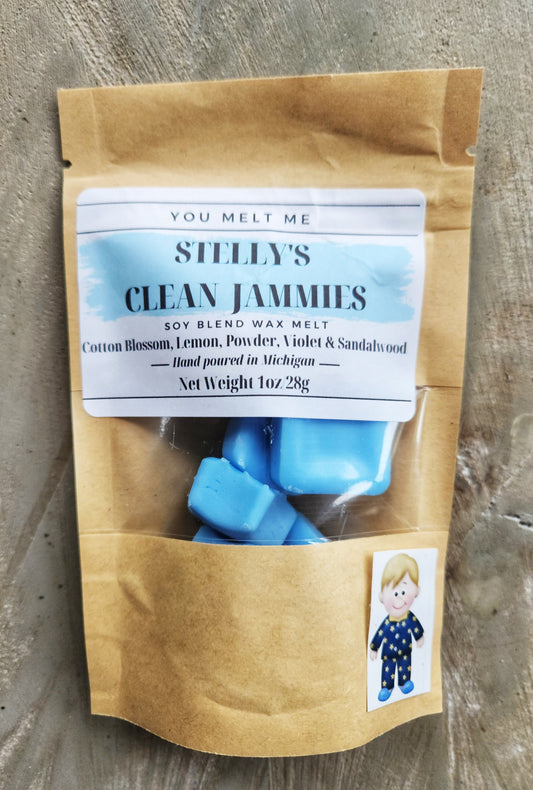 YOU MELT ME
STELLY'S
CLEAN JAMMIES
SOY BLEND WAX MELT
Cotton Blossom, Lemon, Powder, Violet & Sandalwood
Hand poured in Michigan
Net Weight 1oz 28g